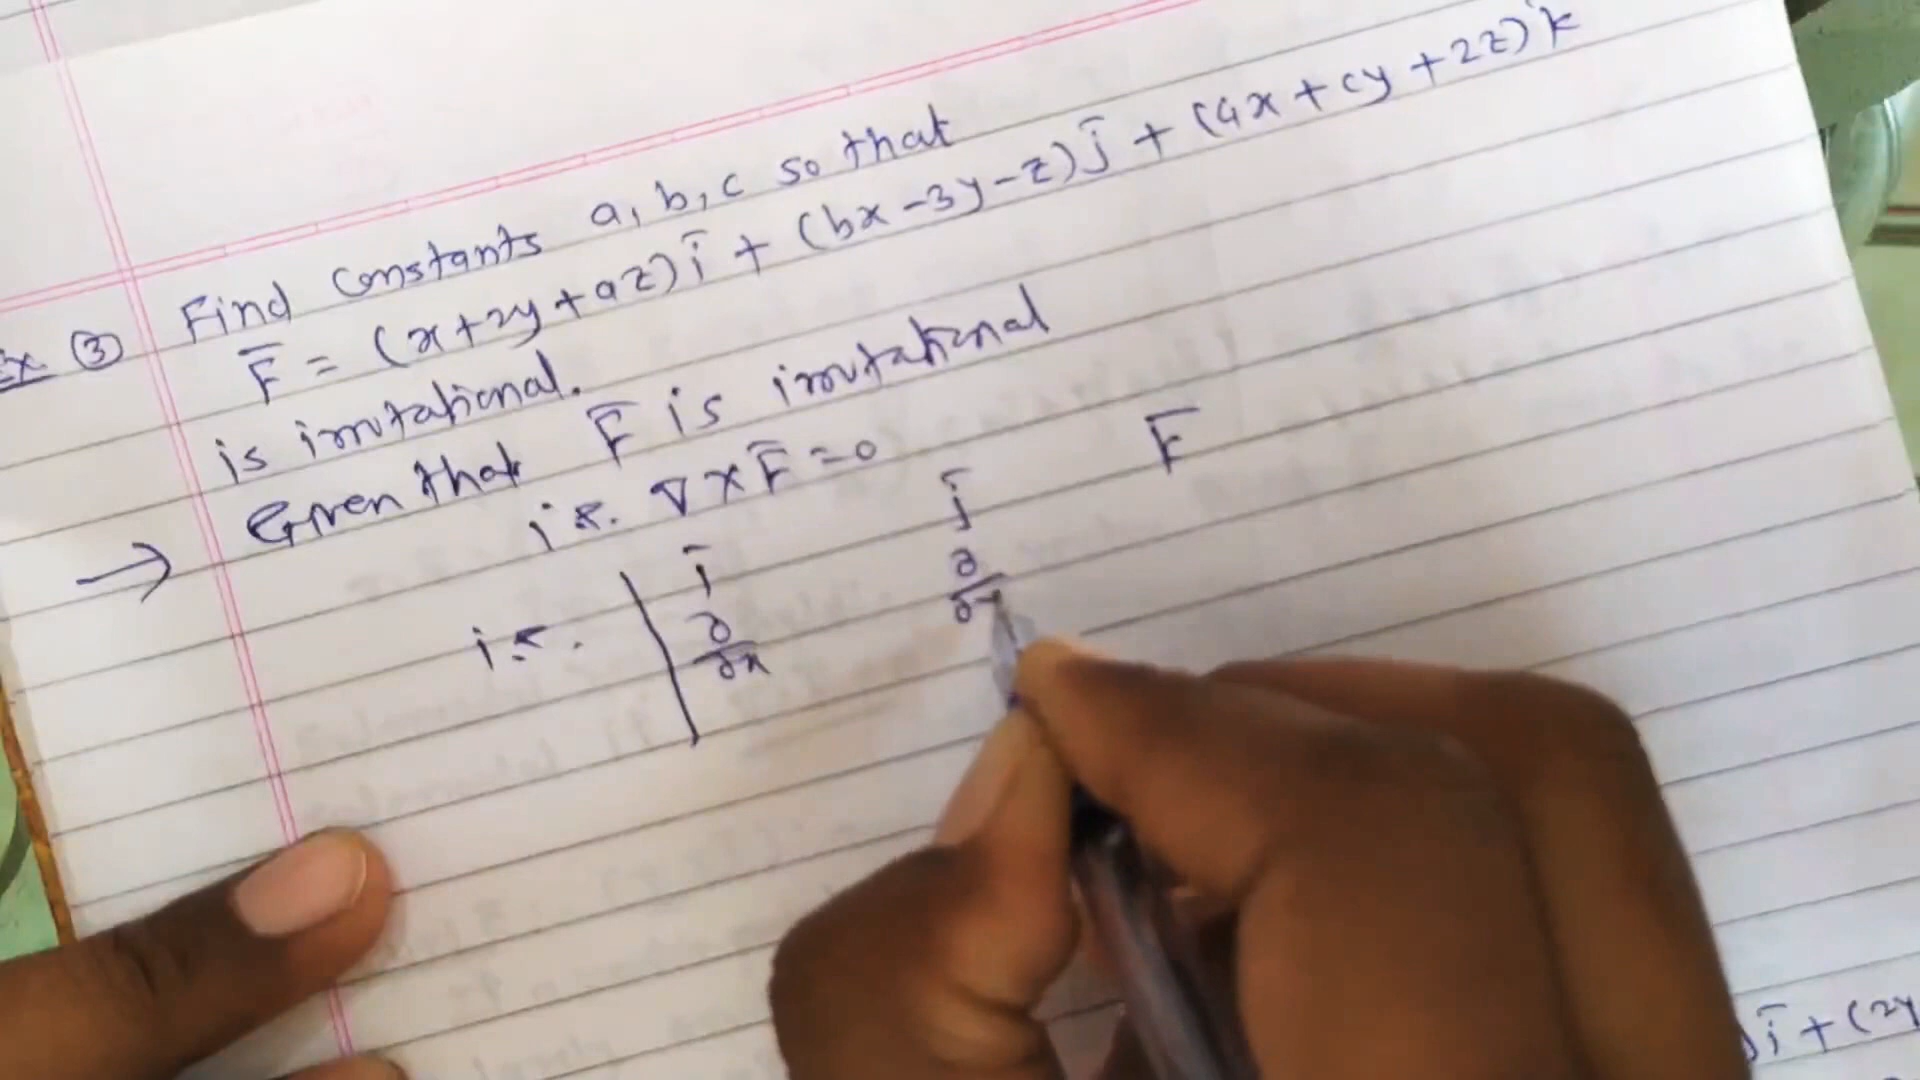 Ex. ③ Find constants a, b, c so that
F̅ = (x+2y+az)i̅ + (bx-3y-z)j̅ + (4x+cy+2z)k̅
is irrotational.
→ Given that F̅ is irrotational
i.e. ∇×F̅=0
i.e. | i̅ j̅ F̅
∂/∂x ∂/∂y
)i̅+(2y